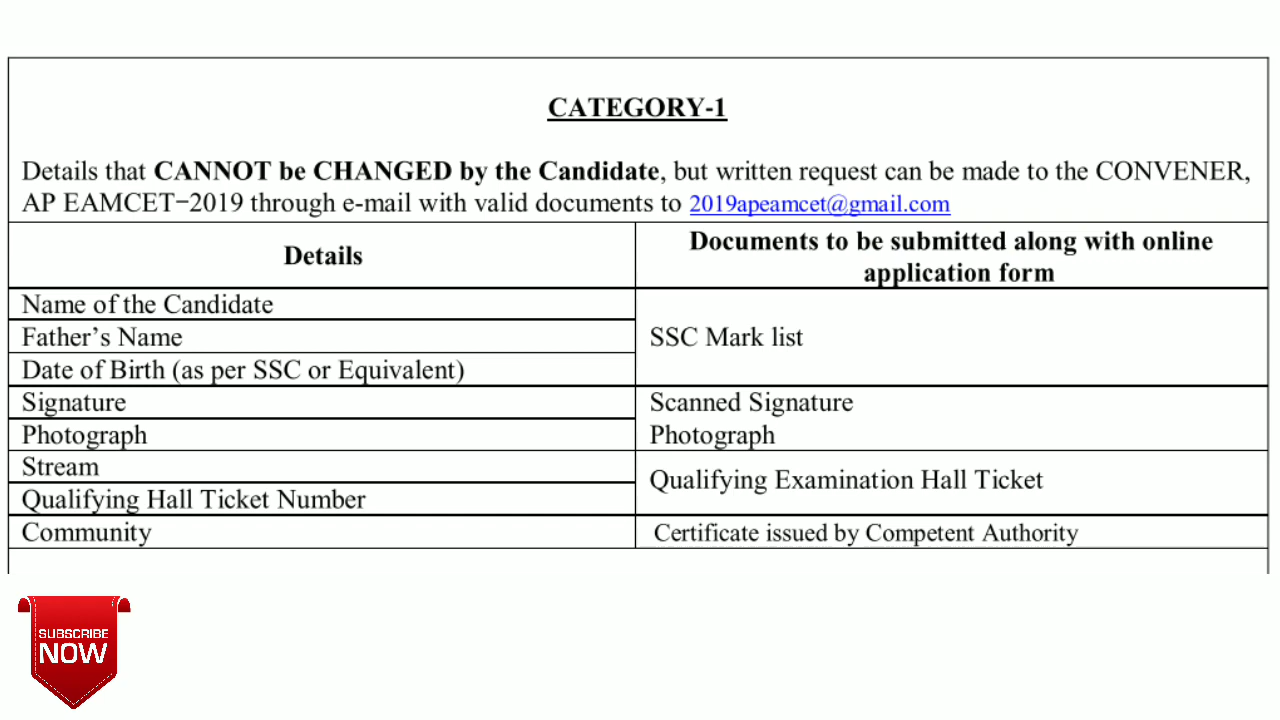 CATEGORY-1
Details that CANNOT be CHANGED by the Candidate, but written request can be made to the CONVENER,
AP EAMCET−2019 through e-mail with valid documents to 2019apeamcet@gmail.com
Details
Documents to be submitted along with online
application form
Name of the Candidate
Father’s Name
Date of Birth (as per SSC or Equivalent)
SSC Mark list
Signature
Scanned Signature
Photograph
Photograph
Stream
Qualifying Hall Ticket Number
Qualifying Examination Hall Ticket
Community
Certificate issued by Competent Authority
SUBSCRIBE
NOW